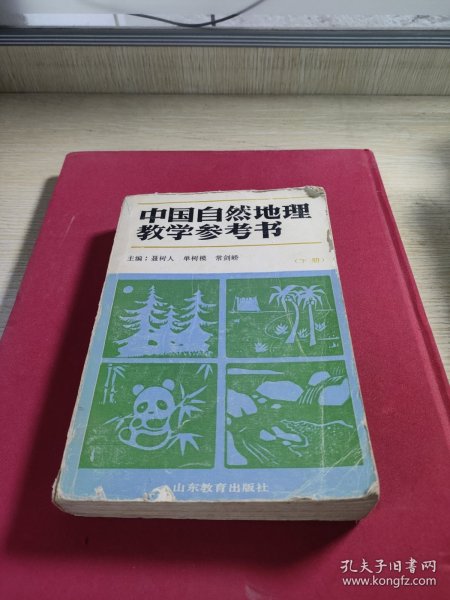 中国自然地理
教学参考书
主编：聂树人 单树模 常剑峤
（下册）
山东教育出版社
孔夫子旧书网
www.kongfz.com